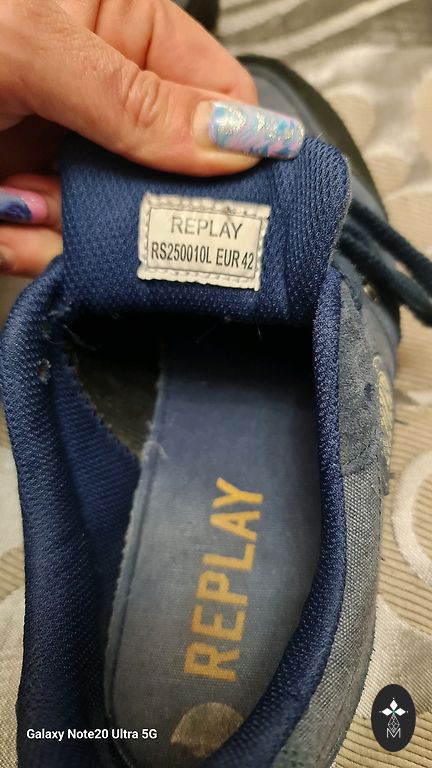 REPLAY
RS250010L EUR 42
REPLAY
Galaxy Note20 Ultra 5G
M